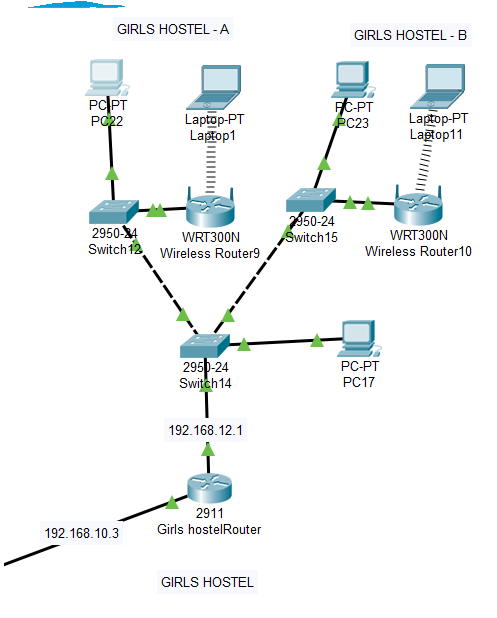 GIRLS HOSTEL - A
GIRLS HOSTEL - B
PC-PT
PC22
Laptop-PT
Laptop1
PC-PT
PC23
Laptop-PT
Laptop11
2950-24
Switch12
WRT300N
Wireless Router9
2950-24
Switch15
WRT300N
Wireless Router10
2950-24
Switch14
PC-PT
PC17
192.168.12.1
2911
Girls hostelRouter
192.168.10.3
GIRLS HOSTEL